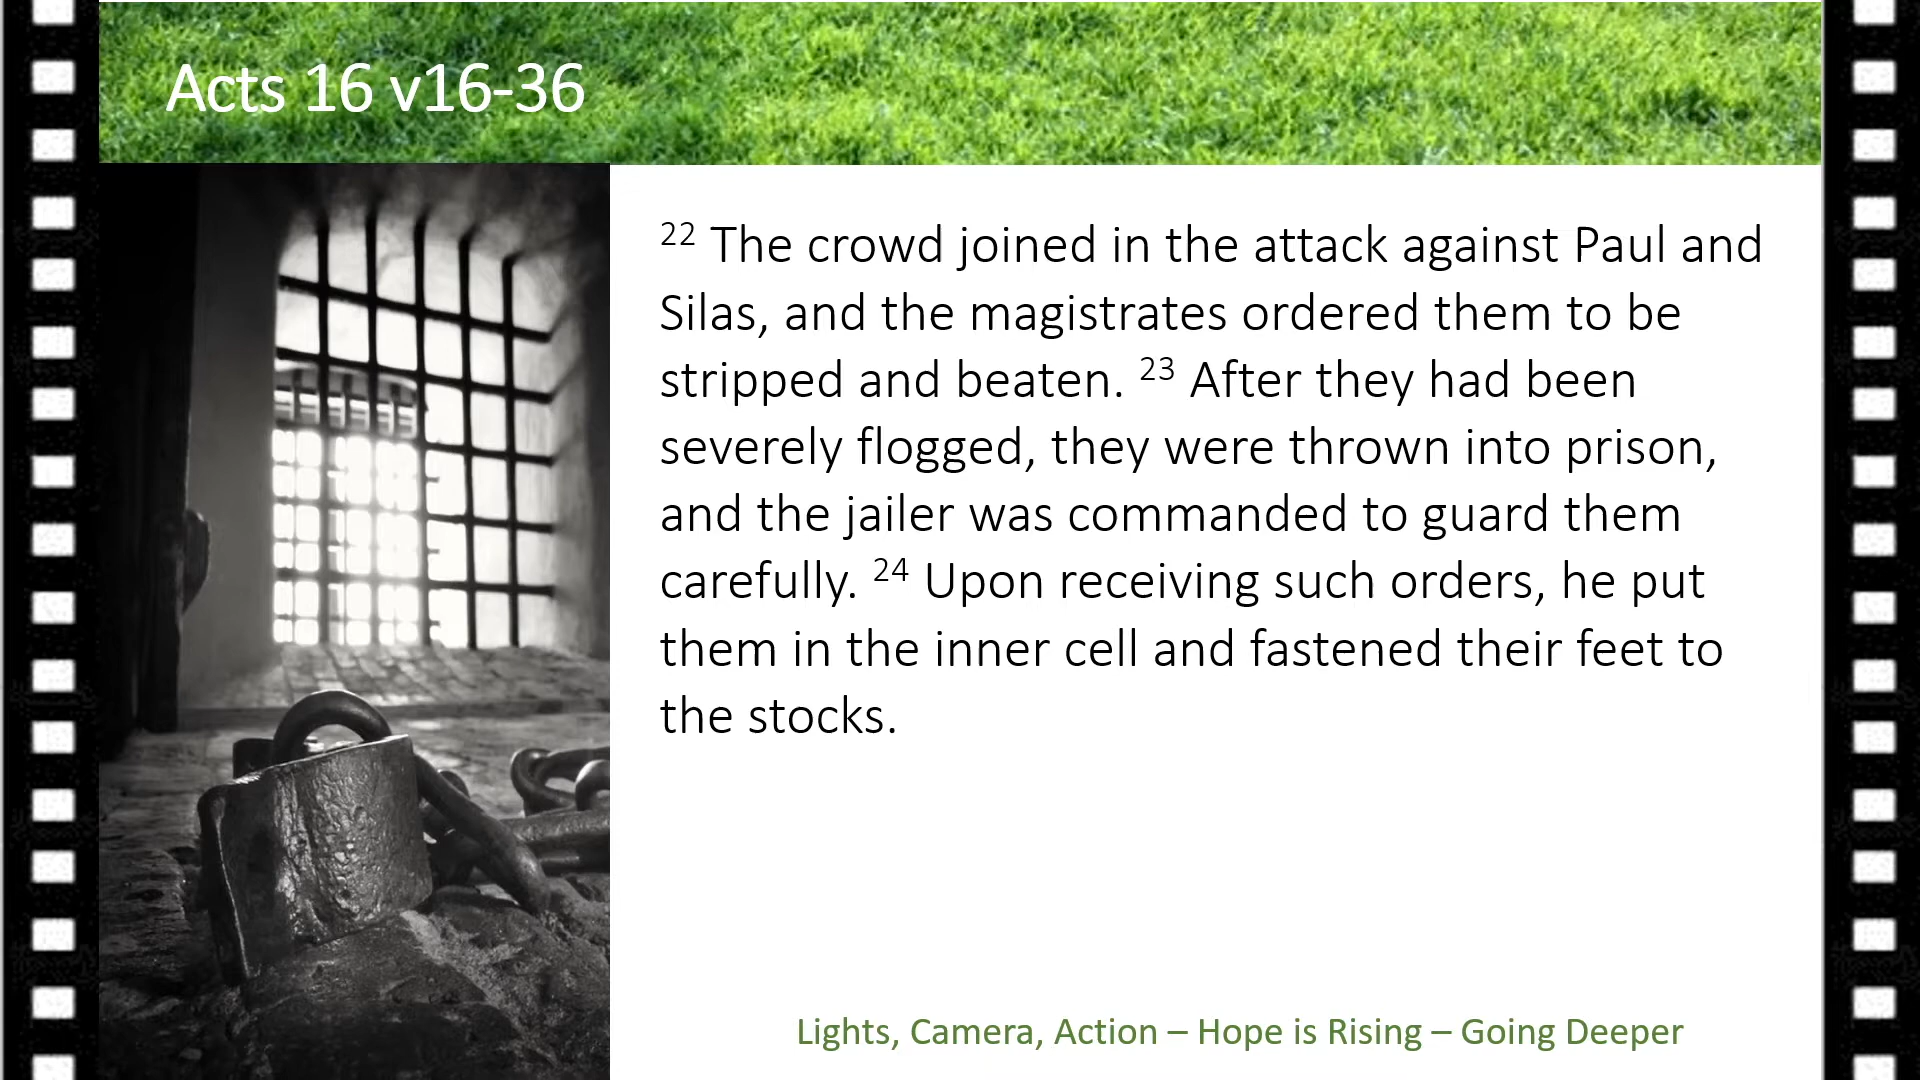 Acts 16 v16-36
22 The crowd joined in the attack against Paul and
Silas, and the magistrates ordered them to be
stripped and beaten. 23 After they had been
severely flogged, they were thrown into prison,
and the jailer was commanded to guard them
carefully. 24 Upon receiving such orders, he put
them in the inner cell and fastened their feet to
the stocks.
Lights, Camera, Action – Hope is Rising – Going Deeper